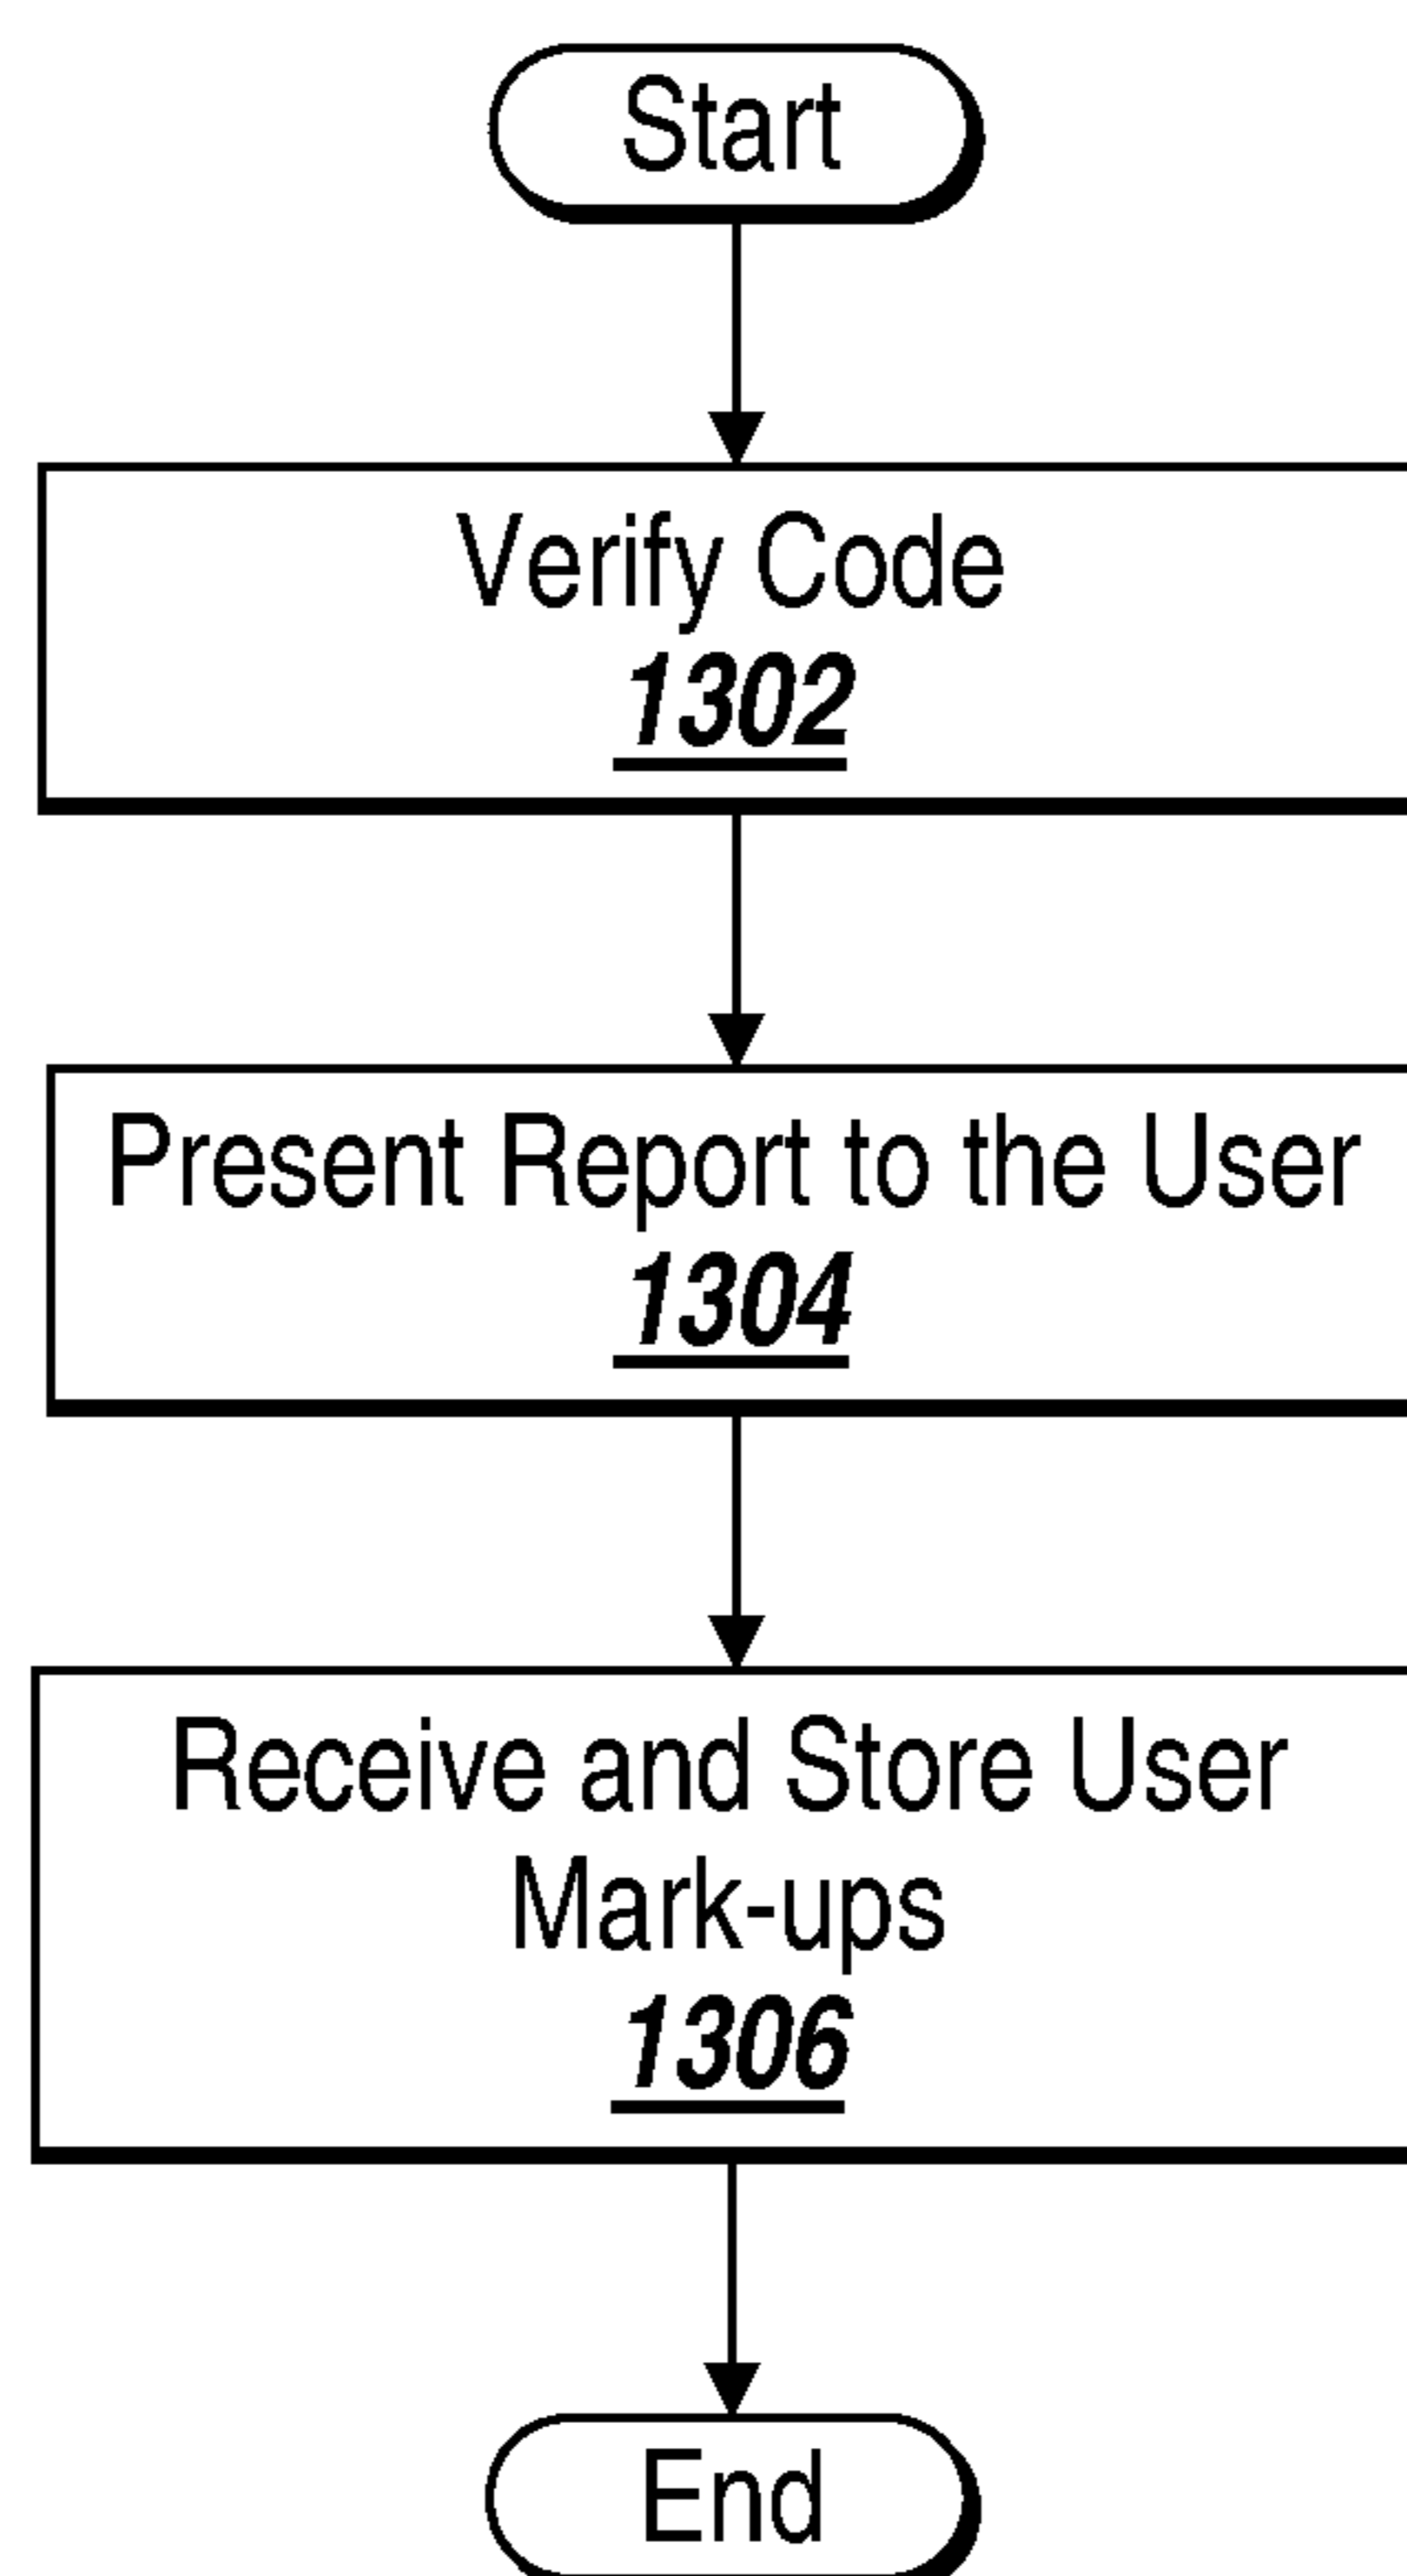 Start
Verify Code
1302
Present Report to the User
1304
Receive and Store User
Mark-ups
1306
End